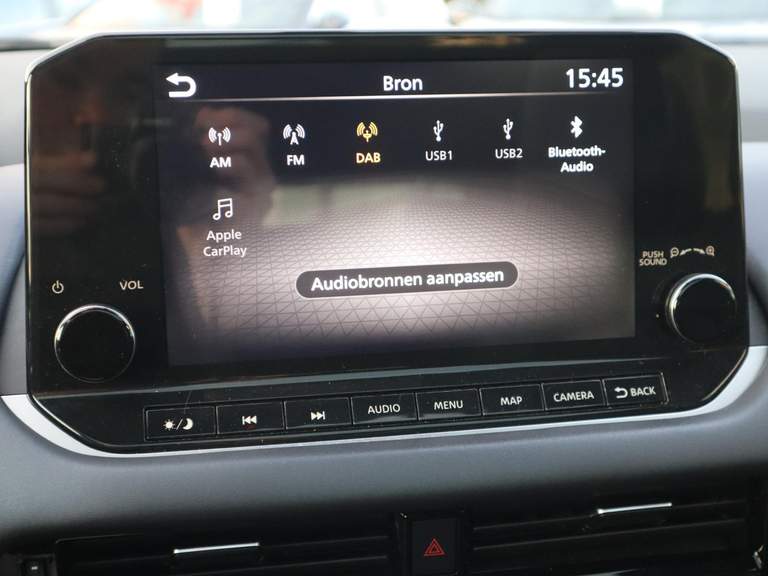 Bron 15:45
AM FM DAB USB1 USB2 Bluetooth-
Audio
Apple
CarPlay
Audiobronnen aanpassen
VOL
PUSH
SOUND
AUDIO MENU MAP CAMERA BACK